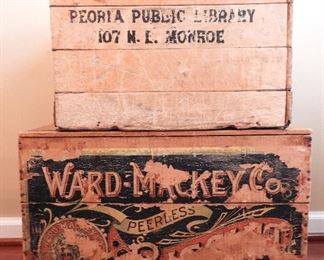 PEORIA PUBLIC LIBRARY
107 N. E. MONROE
WARD-MACKEY CO.
PEERLESS